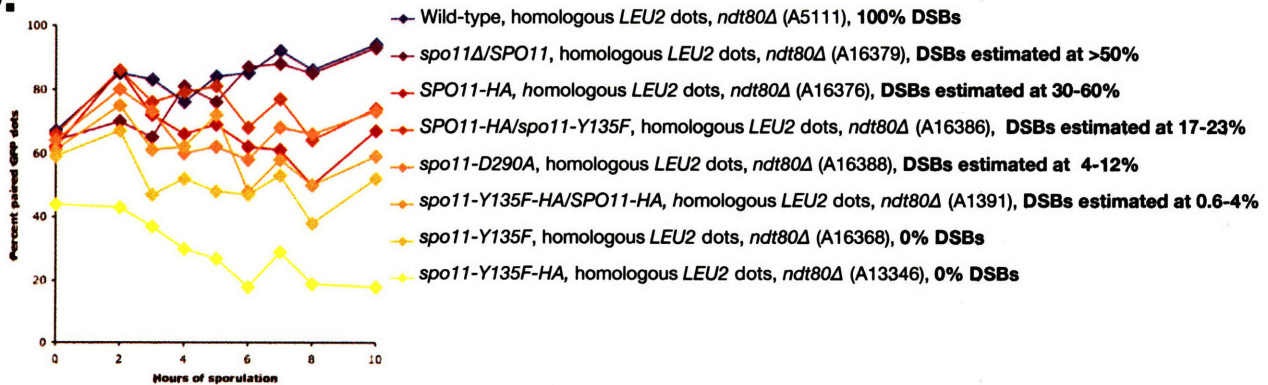 100
80
60
40
20
0
0 2 4 6 8 10
Percent paired GFP dots
Hours of sporulation
Wild-type, homologous LEU2 dots, ndt80Δ (A5111), 100% DSBs
spo11Δ/SPO11, homologous LEU2 dots, ndt80Δ (A16379), DSBs estimated at >50%
SPO11-HA, homologous LEU2 dots, ndt80Δ (A16376), DSBs estimated at 30-60%
SPO11-HA/spo11-Y135F, homologous LEU2 dots, ndt80Δ (A16386), DSBs estimated at 17-23%
spo11-D290A, homologous LEU2 dots, ndt80Δ (A16388), DSBs estimated at 4-12%
spo11-Y135F-HA/SPO11-HA, homologous LEU2 dots, ndt80Δ (A1391), DSBs estimated at 0.6-4%
spo11-Y135F, homologous LEU2 dots, ndt80Δ (A16368), 0% DSBs
spo11-Y135F-HA, homologous LEU2 dots, ndt80Δ (A13346), 0% DSBs